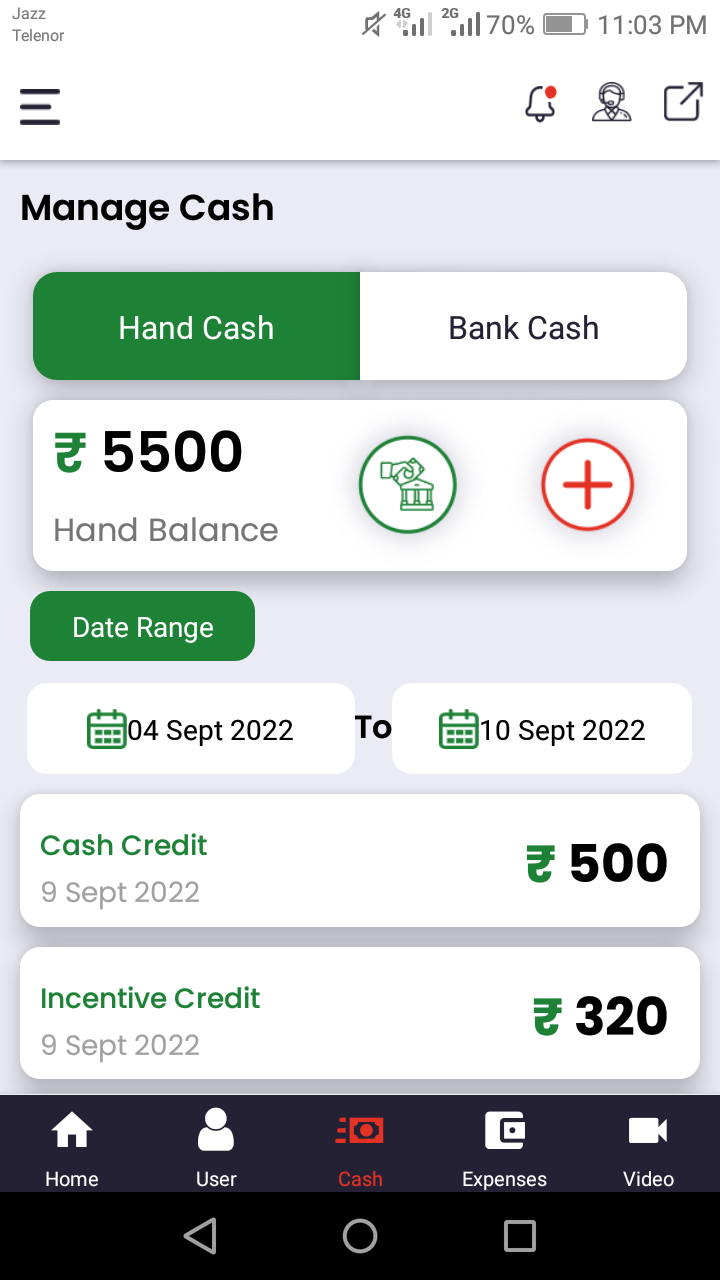 Jazz
Telenor
4G 2G 70% 11:03 PM
Manage Cash
Hand Cash
Bank Cash
₹ 5500
Hand Balance
Date Range
04 Sept 2022 To 10 Sept 2022
Cash Credit
₹ 500
9 Sept 2022
Incentive Credit
₹ 320
9 Sept 2022
Home User Cash Expenses Video